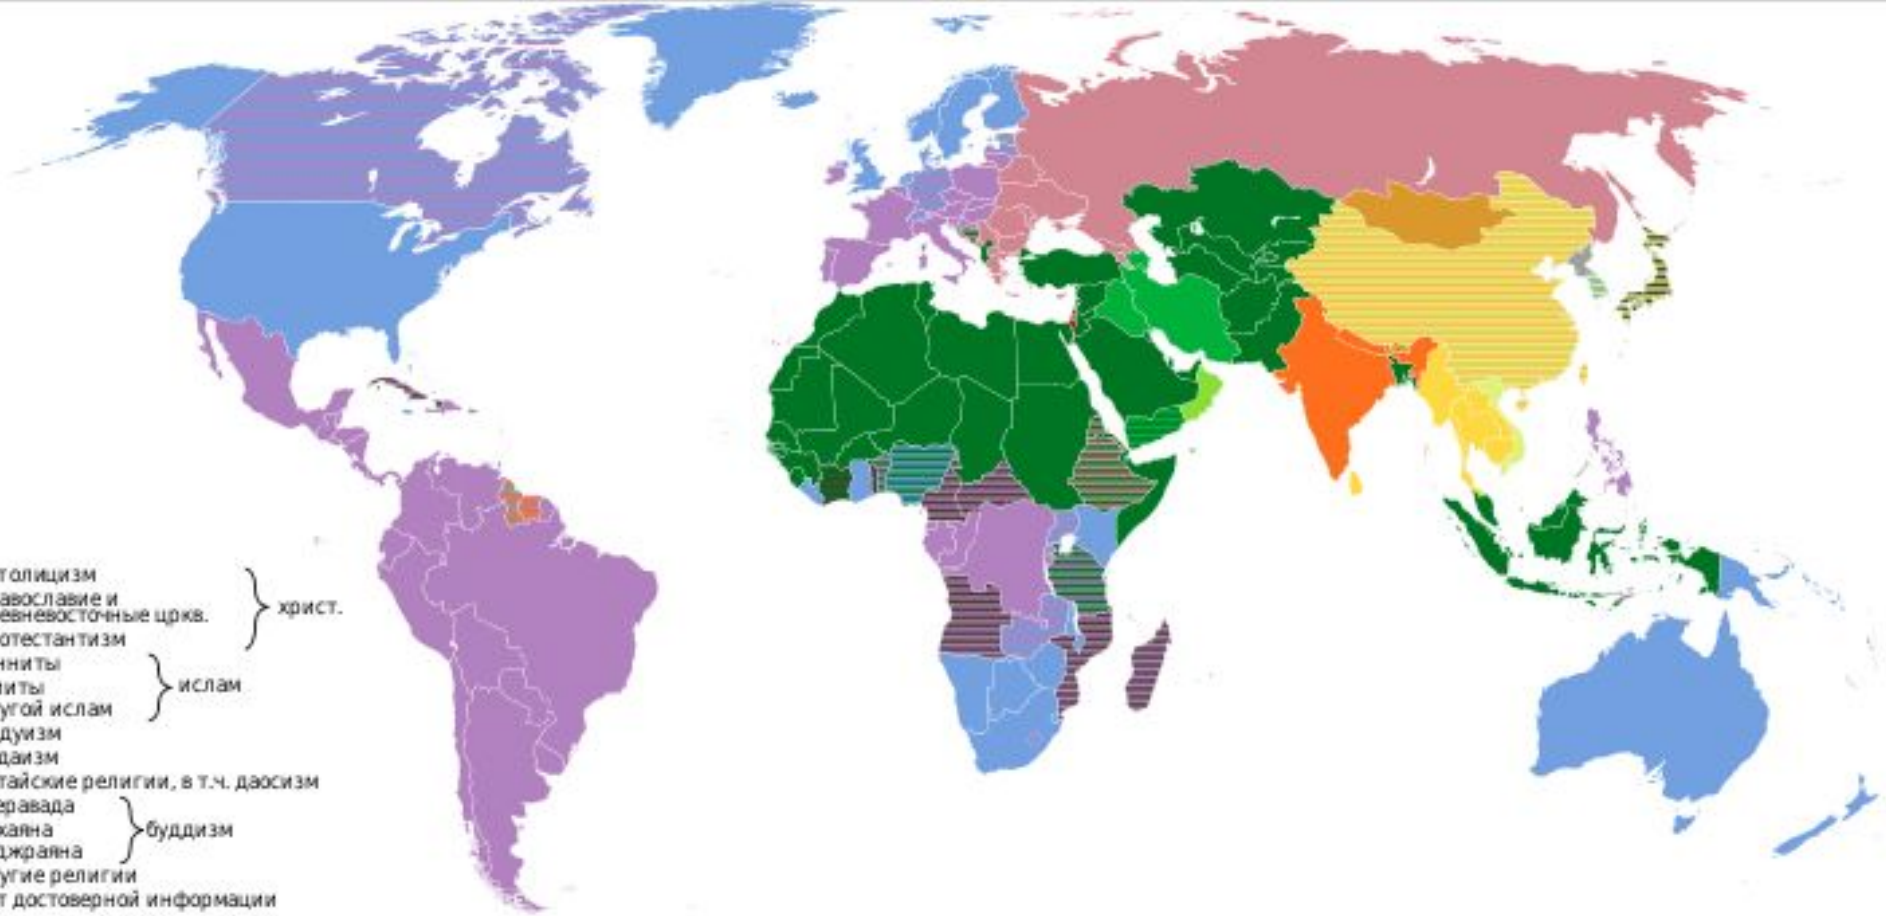 толицизм
авославие и
евневосточные цркв.
отестантизм
христ.
нниты
иты
угой ислам
ислам
дуизм
даизм
тайские религии, в т.ч. даосизм
еравада
хаяна
джраяна
буддизм
угие религии
т достоверной информации